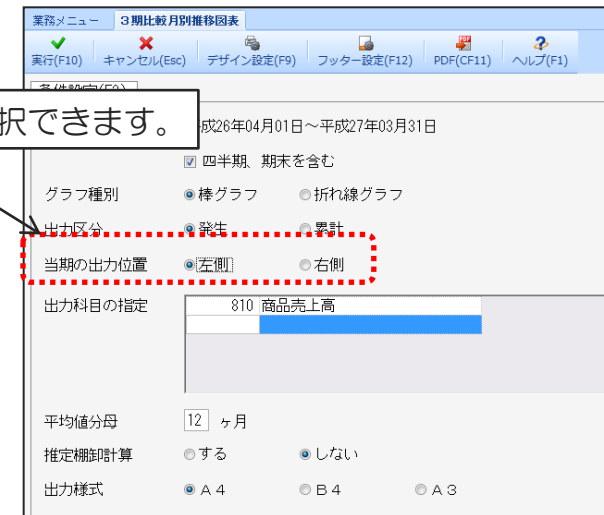 業務メニュー 3期比較月別推移図表
実行(F10) キャンセル(Esc) デザイン設定(F9) フッター設定(F12) PDF(CF11) ヘルプ(F1)
条件設定(F2)
択できます。
成26年04月01日～平成27年03月31日
四半期、期末を含む
グラフ種別 棒グラフ 折れ線グラフ
出力区分 発生 累計
当期の出力位置 左側 右側
出力科目の指定 810 商品売上高
平均値分母 12 ヶ月
推定棚卸計算 する しない
出力様式 A4 B4 A3